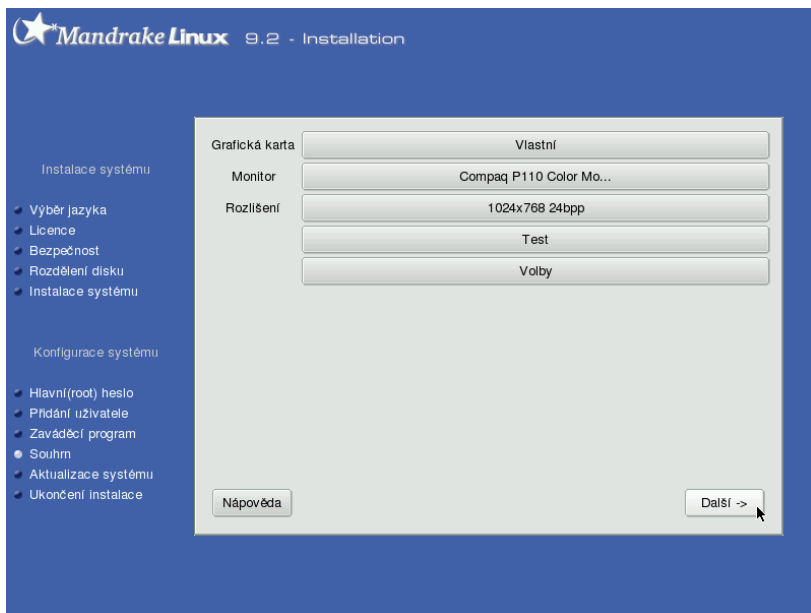 Mandrake Linux 9.2 - Installation
Instalace systému
Výběr jazyka
Licence
Bezpečnost
Rozdělení disku
Instalace systému
Konfigurace systému
Hlavní(root) heslo
Přidání uživatele
Zaváděcí program
Souhrn
Aktualizace systému
Ukončení instalace
Grafická karta Vlastní
Monitor Compaq P110 Color Mo...
Rozlišení 1024x768 24bpp
Test
Volby
Nápověda Další ->